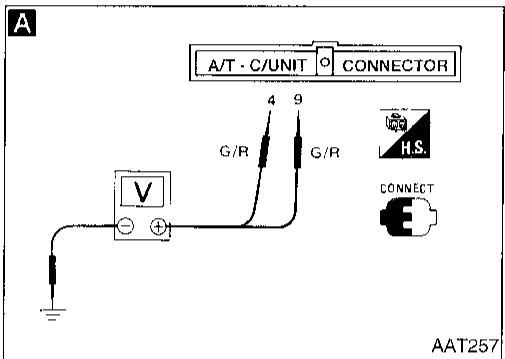 A
A/T - C/UNIT CONNECTOR
4 9
G/R G/R
H.S.
V
CONNECT
AAT257